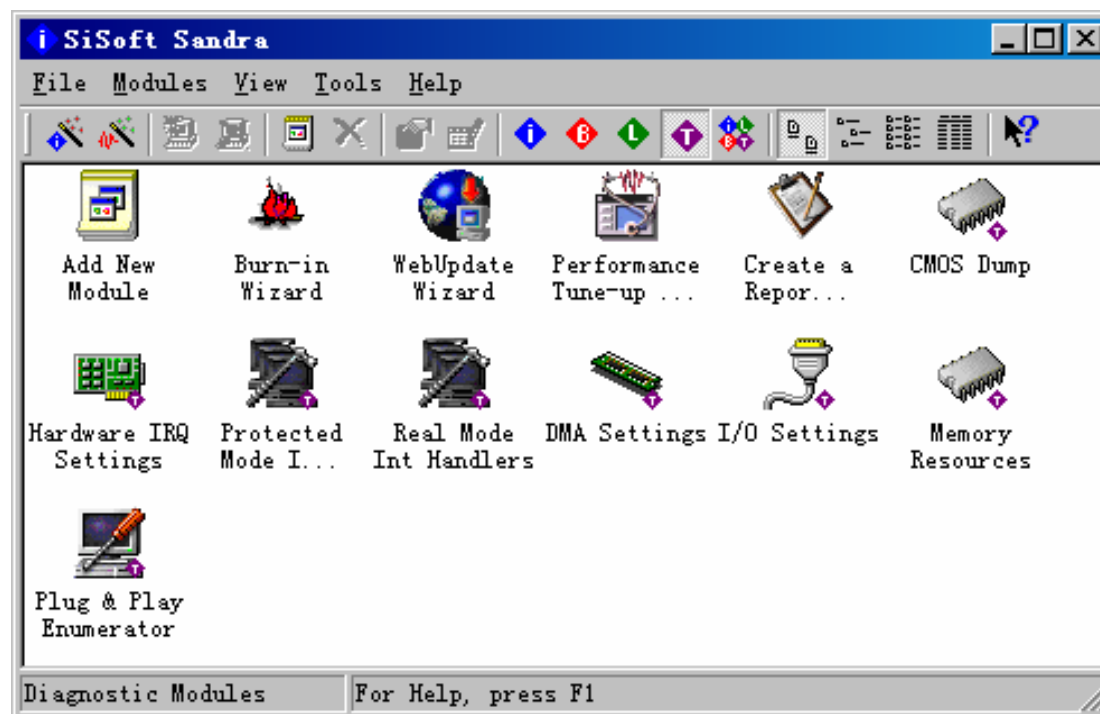 SiSoft Sandra
File Modules View Tools Help
i B L T
Add New Module
Burn-in Wizard
WebUpdate Wizard
Performance Tune-up ...
Create a Repor...
CMOS Dump
Hardware IRQ Settings
Protected Mode I...
Real Mode Int Handlers
DMA Settings
I/O Settings
Memory Resources
Plug & Play Enumerator
Diagnostic Modules
For Help, press F1